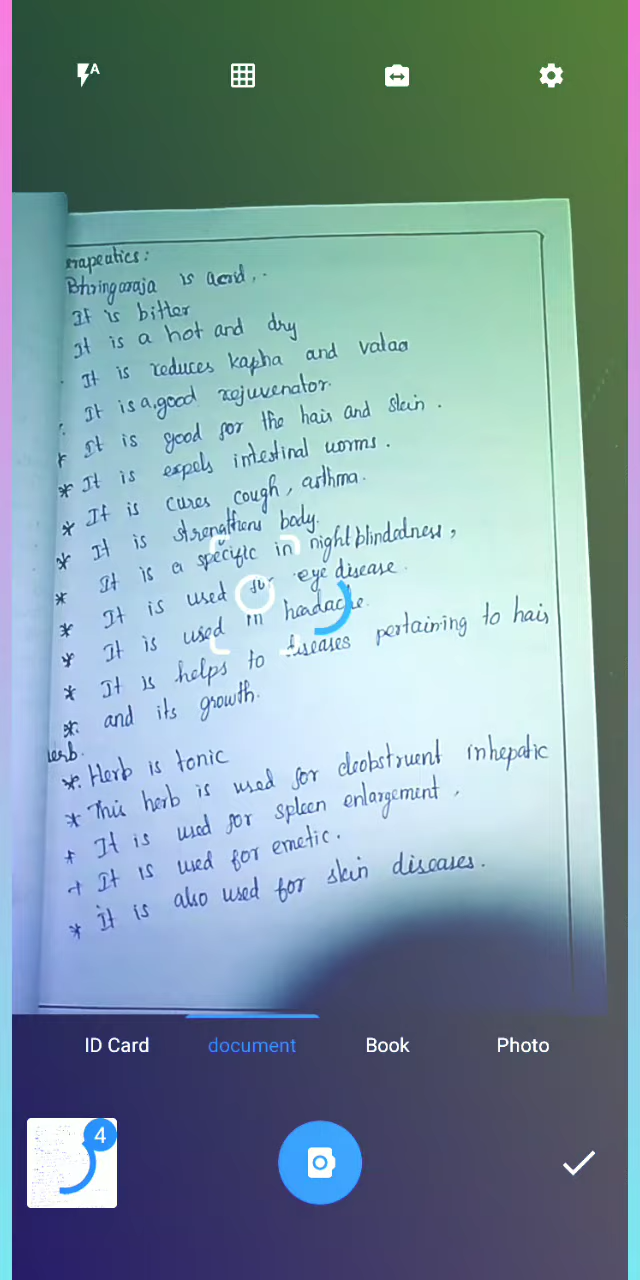 A
erapeutics:
Bhringaraja is acrid..
It is bitter
It is a hot and dry
It is reduces kapha and vataa
It is a good rejuvenator.
* It is good for the hair and skin.
* It is expels intestinal worms.
* It is cures cough, asthma.
* It is strengthens body.
* It is a specific in nightblindadness,
* It is used for eye disease.
* It is used in headache.
* It is helps to diseases pertaining to hair
*. and its growth.
erb.
*. Herb is tonic
* This herb is used for deobstruent inhepatic
* It is used for spleen enlargement,
+ It is used for emetic.
* It is also used for skin diseases.
ID Card document Book Photo
4